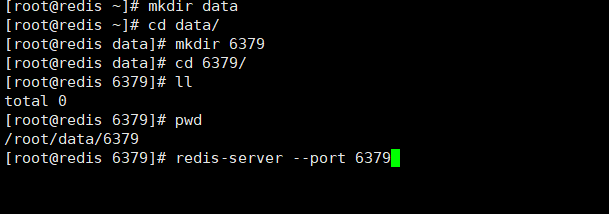 [root@redis ~]# mkdir data
[root@redis ~]# cd data/
[root@redis data]# mkdir 6379
[root@redis data]# cd 6379/
[root@redis 6379]# ll
total 0
[root@redis 6379]# pwd
/root/data/6379
[root@redis 6379]# redis-server --port 6379